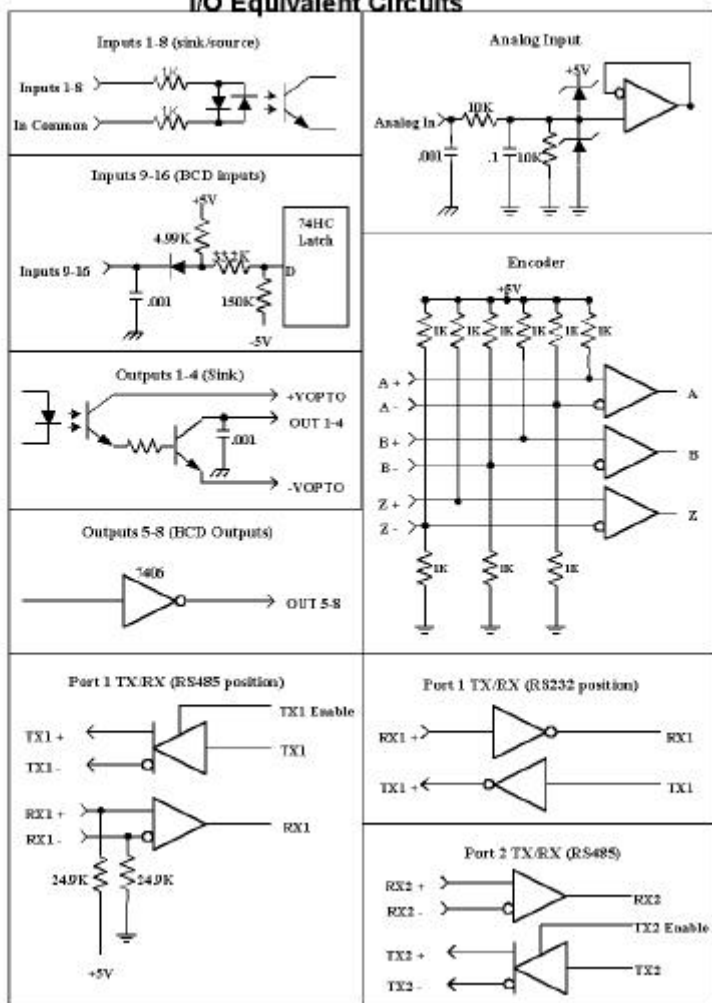 I/O Equivalent Circuits
Inputs 1-8 (sink/source)
1K
Inputs 1-8
1K
In Common
Inputs 9-16 (BCD Inputs)
+5V
4.99K
33.2K
74HC
Latch
Inputs 9-16
D
.001
150K
-5V
Outputs 1-4 (Sink)
+VOPTO
OUT 1-4
.001
-VOPTO
Outputs 5-8 (BCD Outputs)
7406
OUT 5-8
Port 1 TX/RX (RS485 position)
TX1 Enable
TX1 +
TX1
TX1 -
RX1 +
RX1
RX1 -
24.9K
24.9K
+5V
Analog Input
+5V
10K
Analog In
.001
.1
10K
Encoder
+5V
1K
1K
1K
1K
1K
1K
A +
A
A -
B +
B
B -
Z +
Z
Z -
1K
1K
1K
Port 1 TX/RX (RS232 position)
RX1 +
RX1
TX1 +
TX1
Port 2 TX/RX (RS485)
RX2 +
RX2
RX2 -
TX2 Enable
TX2 +
TX2
TX2 -